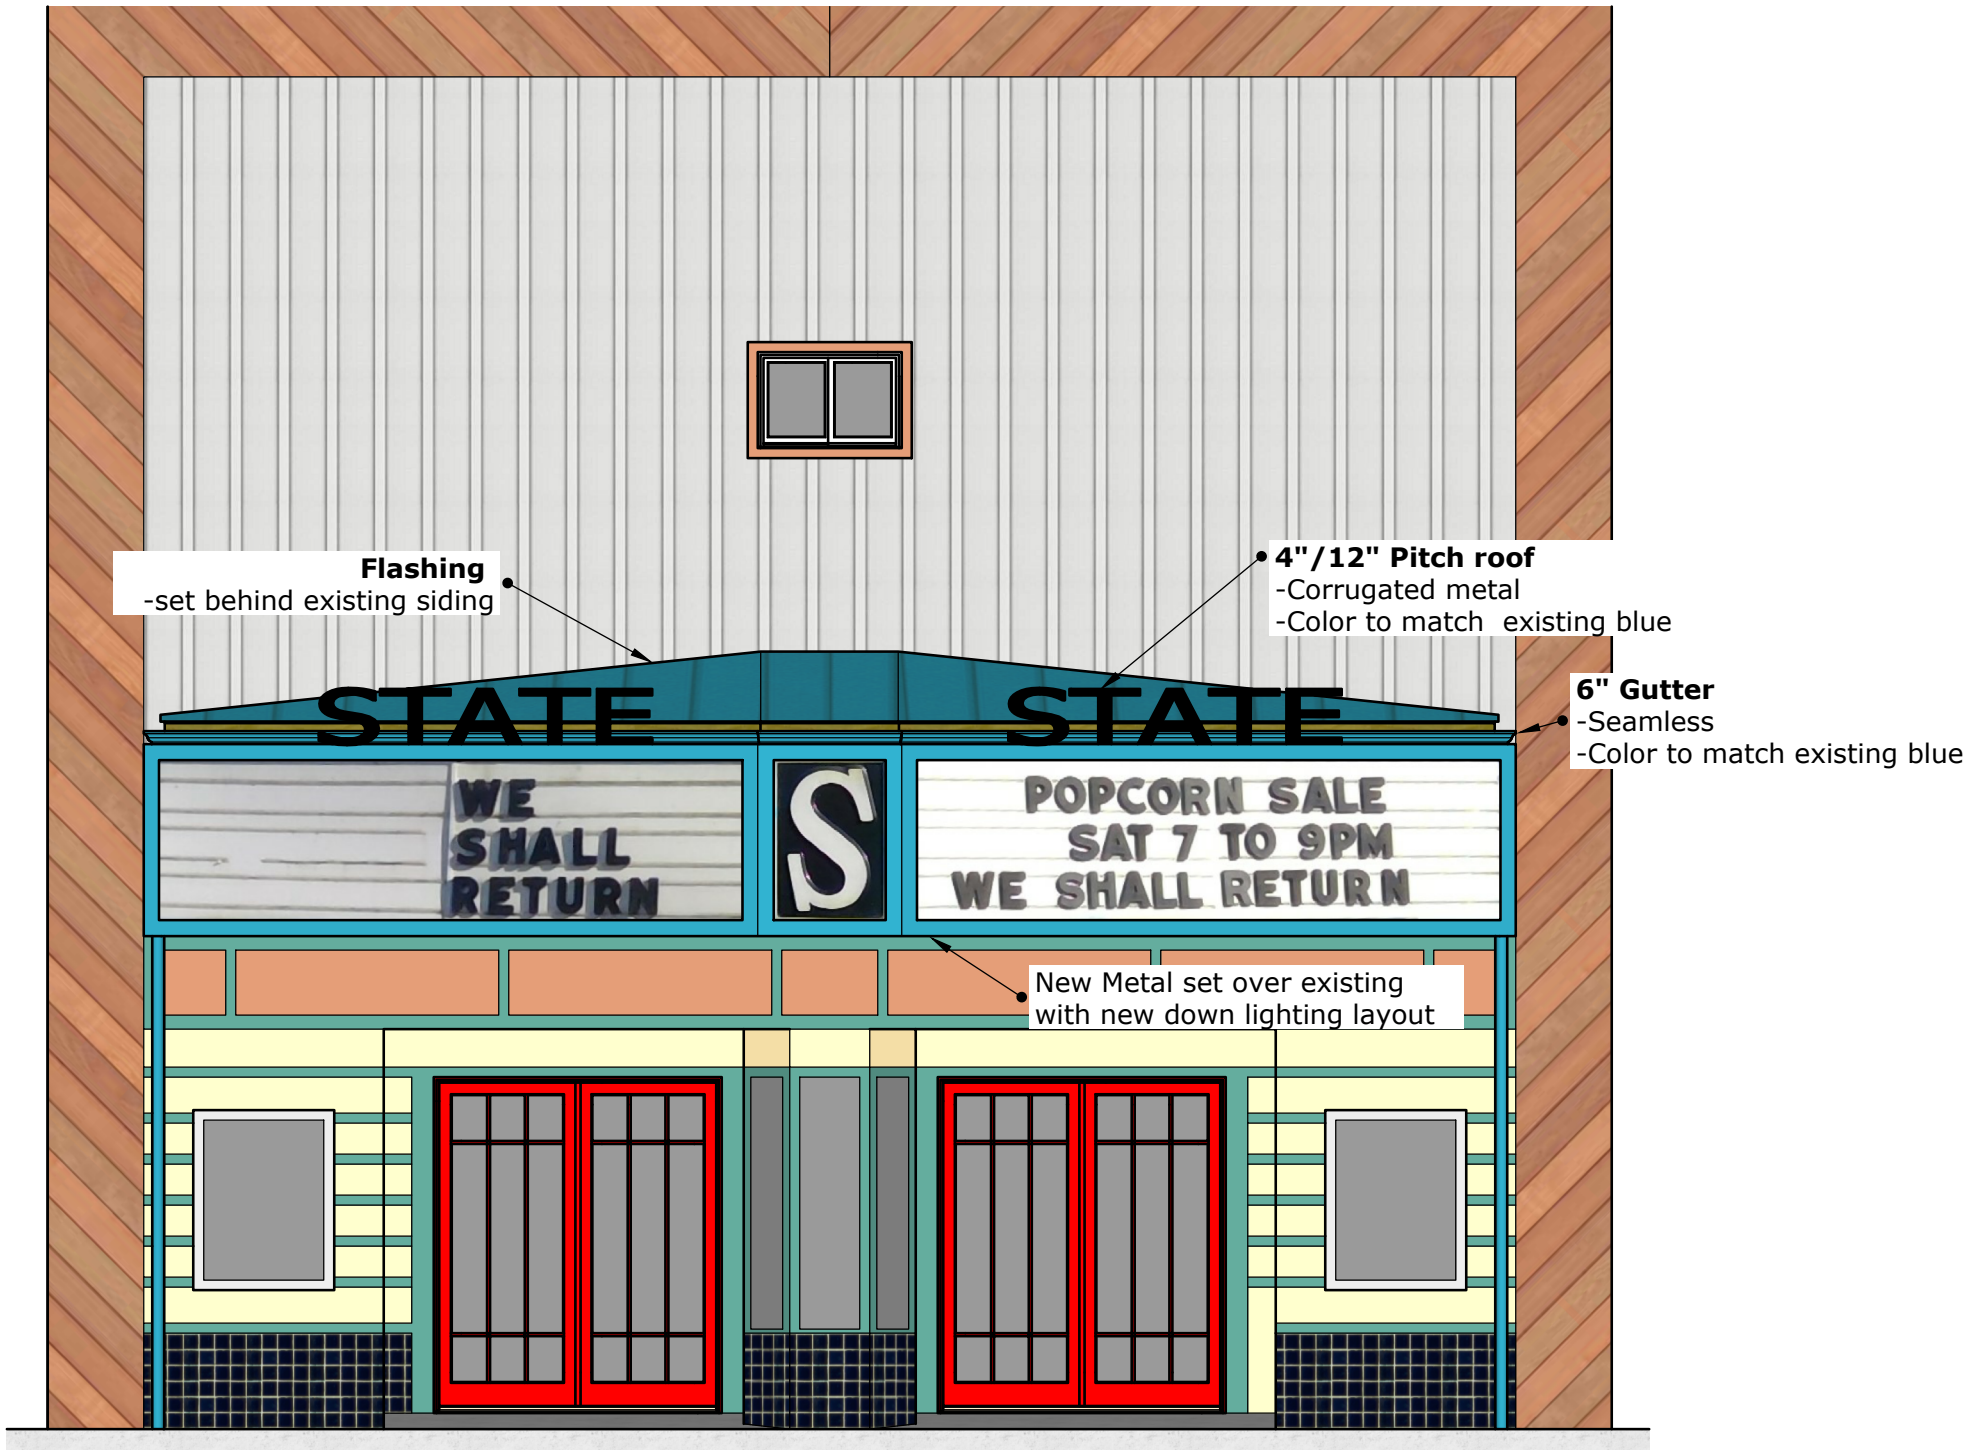 Flashing
-set behind existing siding
4"/12" Pitch roof
-Corrugated metal
-Color to match existing blue
6" Gutter
-Seamless
-Color to match existing blue
STATE
STATE
WE
SHALL
RETURN
S
POPCORN SALE
SAT 7 TO 9PM
WE SHALL RETURN
New Metal set over existing
with new down lighting layout